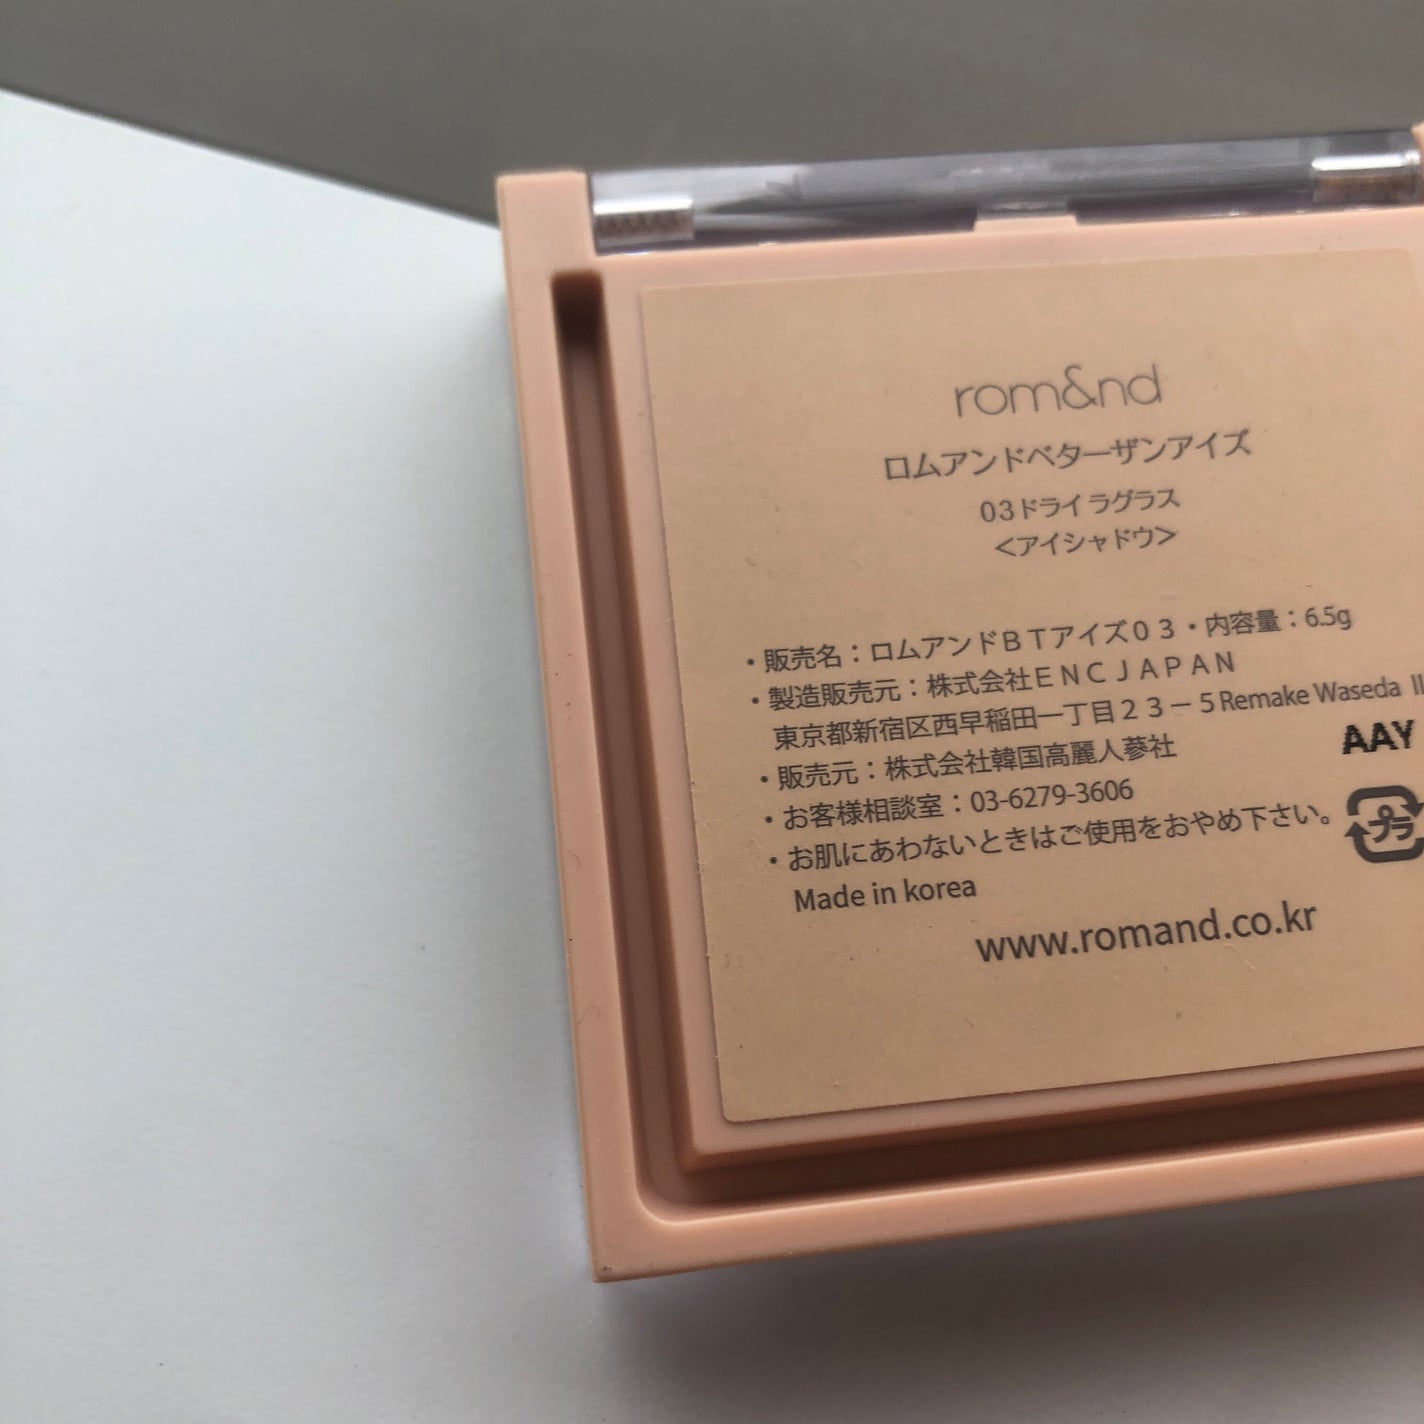 rom&nd
ロムアンドベターザンアイズ
03ドライラグラス
<アイシャドウ>
・販売名：ロムアンドＢＴアイズ０３・内容量：6.5g
・製造販売元：株式会社ＥＮＣ ＪＡＰＡＮ
東京都新宿区西早稲田一丁目２３－５Remake Waseda II
・販売元：株式会社韓国高麗人蔘社
AAY
・お客様相談室：03-6279-3606
・お肌にあわないときはご使用をおやめ下さい。
プラ
Made in korea
www.romand.co.kr